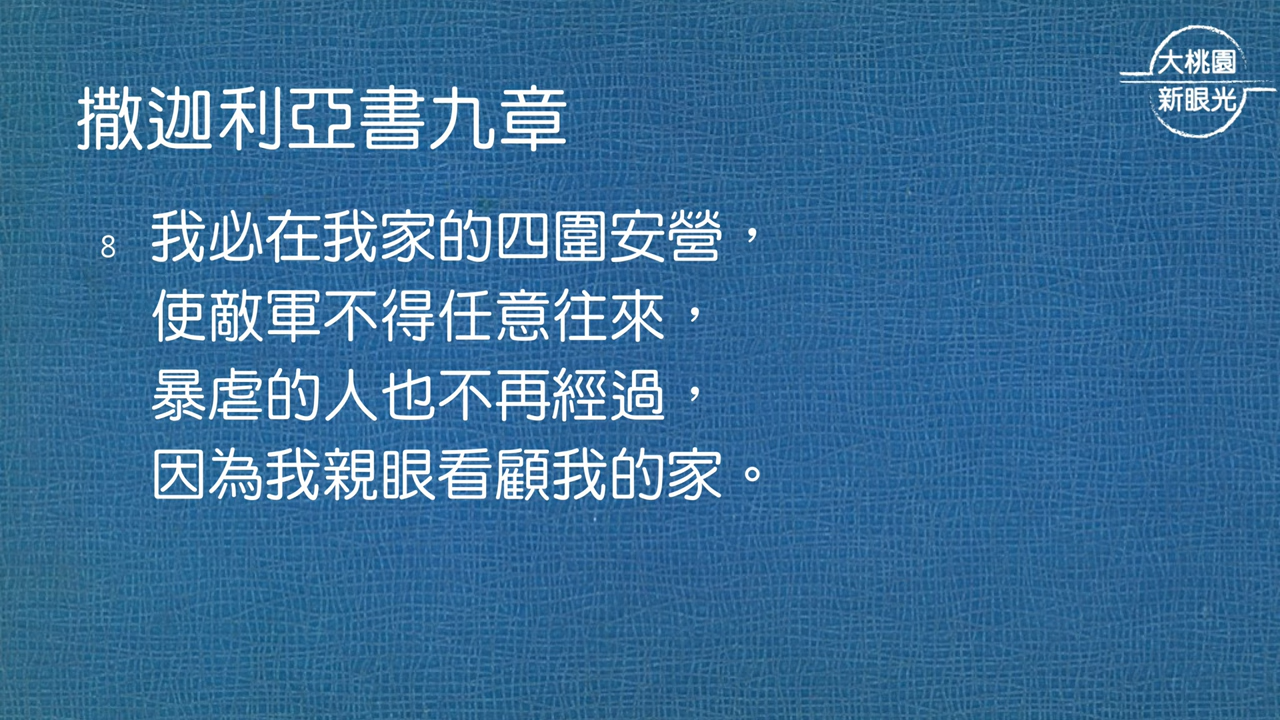 大桃園
新眼光
撒迦利亞書九章
8 我必在我家的四圍安營，
使敵軍不得任意往來，
暴虐的人也不再經過，
因為我親眼看顧我的家。